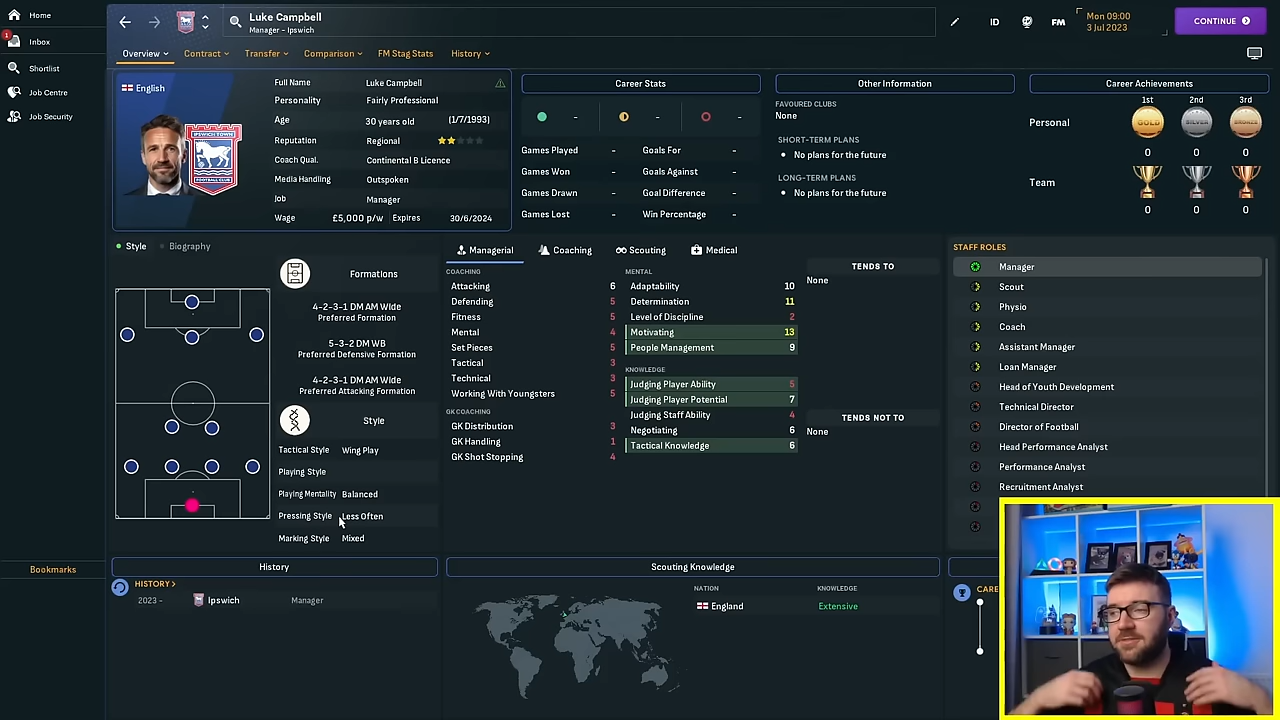 Home
1
Inbox
Shortlist
Job Centre
Job Security
Bookmarks
Luke Campbell
Manager - Ipswich
ID
FM
Mon 09:00
3 Jul 2023
CONTINUE
Overview
Contract
Transfer
Comparison
FM Stag Stats
History
English
Full Name Luke Campbell
Personality Fairly Professional
Age 30 years old (1/7/1993)
Reputation Regional
Coach Qual. Continental B Licence
Media Handling Outspoken
Job Manager
Wage £5,000 p/w Expires 30/6/2024
Career Stats
- - -
Games Played - Goals For -
Games Won - Goals Against -
Games Drawn - Goal Difference -
Games Lost - Win Percentage -
Other Information
FAVOURED CLUBS
None
SHORT-TERM PLANS
• No plans for the future
LONG-TERM PLANS
• No plans for the future
Career Achievements
1st 2nd 3rd
Personal GOLD SILVER BRONZE
0 0 0
Team
0 0 0
Style
Biography
Formations
4-2-3-1 DM AM Wide
Preferred Formation
5-3-2 DM WB
Preferred Defensive Formation
4-2-3-1 DM AM Wide
Preferred Attacking Formation
Style
Tactical Style Wing Play
Playing Style
Playing Mentality Balanced
Pressing Style Less Often
Marking Style Mixed
Managerial
Coaching
Scouting
Medical
COACHING
Attacking 6
Defending 5
Fitness 5
Mental 4
Set Pieces 5
Tactical 3
Technical 3
Working With Youngsters 5
GK COACHING
GK Distribution 3
GK Handling 1
GK Shot Stopping 4
MENTAL
Adaptability 10
Determination 11
Level of Discipline 2
Motivating 13
People Management 9
KNOWLEDGE
Judging Player Ability 5
Judging Player Potential 7
Judging Staff Ability 4
Negotiating 6
Tactical Knowledge 6
TENDS TO
None
TENDS NOT TO
None
STAFF ROLES
Manager
Scout
Physio
Coach
Assistant Manager
Loan Manager
Head of Youth Development
Technical Director
Director of Football
Head Performance Analyst
Performance Analyst
Recruitment Analyst
History
HISTORY >
2023 - Ipswich Manager
Scouting Knowledge
NATION KNOWLEDGE
England Extensive
CARE